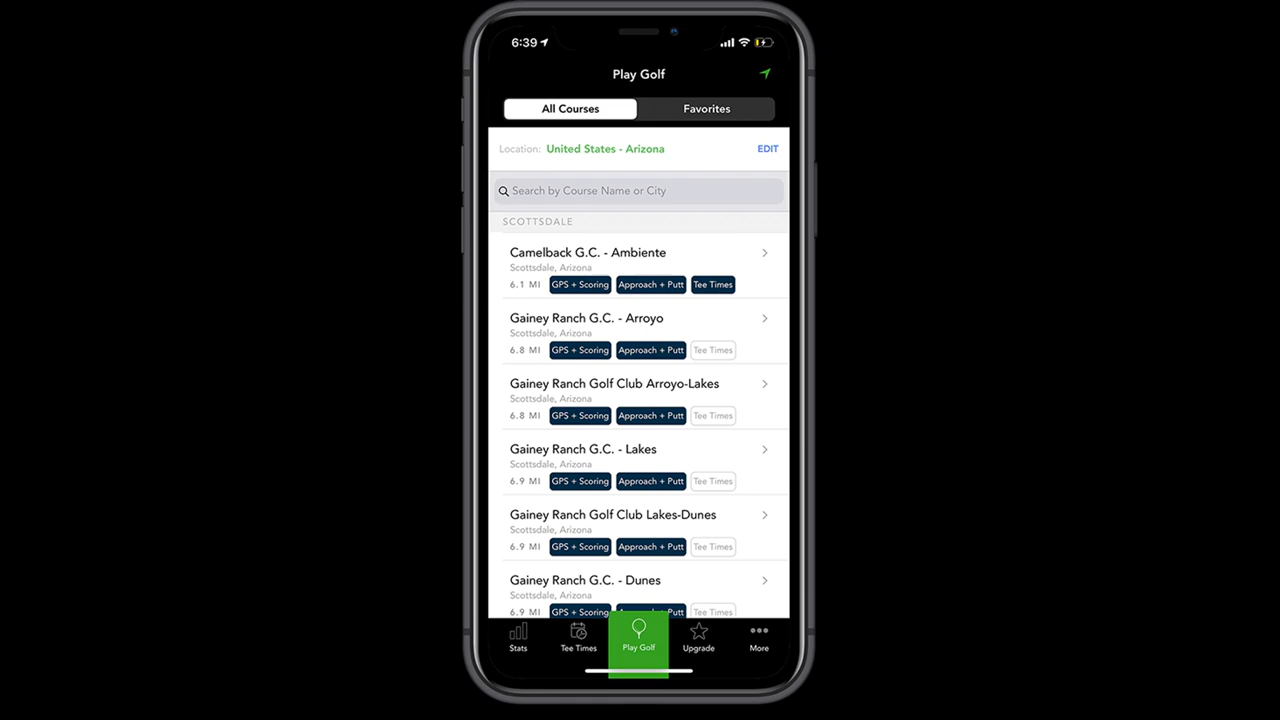 6:39
Play Golf
All Courses Favorites
Location: United States - Arizona EDIT
Search by Course Name or City
SCOTTSDALE
Camelback G.C. - Ambiente
Scottsdale, Arizona
6.1 MI GPS + Scoring Approach + Putt Tee Times
Gainey Ranch G.C. - Arroyo
Scottsdale, Arizona
6.8 MI GPS + Scoring Approach + Putt Tee Times
Gainey Ranch Golf Club Arroyo-Lakes
Scottsdale, Arizona
6.8 MI GPS + Scoring Approach + Putt Tee Times
Gainey Ranch G.C. - Lakes
Scottsdale, Arizona
6.9 MI GPS + Scoring Approach + Putt Tee Times
Gainey Ranch Golf Club Lakes-Dunes
Scottsdale, Arizona
6.9 MI GPS + Scoring Approach + Putt Tee Times
Gainey Ranch G.C. - Dunes
Scottsdale, Arizona
6.9 MI GPS + Scoring Approach + Putt Tee Times
Stats Tee Times Play Golf Upgrade More